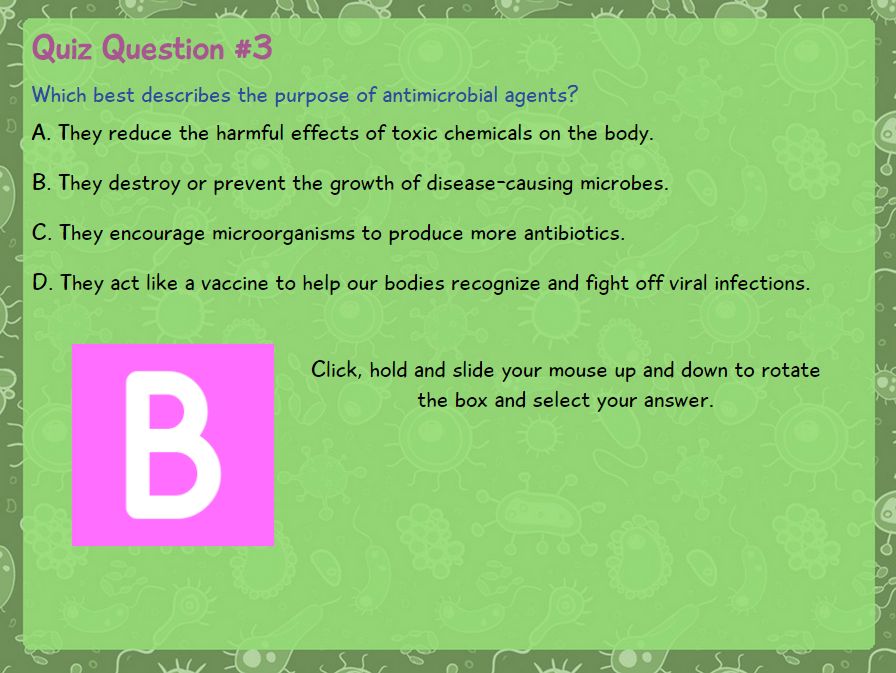 Quiz Question #3
Which best describes the purpose of antimicrobial agents?
A. They reduce the harmful effects of toxic chemicals on the body.
B. They destroy or prevent the growth of disease-causing microbes.
C. They encourage microorganisms to produce more antibiotics.
D. They act like a vaccine to help our bodies recognize and fight off viral infections.
B
Click, hold and slide your mouse up and down to rotate
the box and select your answer.